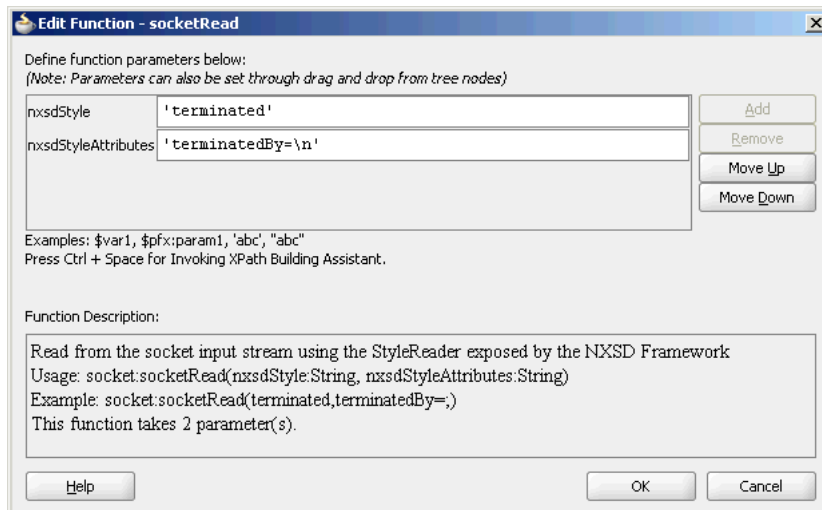 Edit Function - socketRead
Define function parameters below:
(Note: Parameters can also be set through drag and drop from tree nodes)
nxsdStyle 'terminated' Add
nxsdStyleAttributes 'terminatedBy=\n' Remove
Move Up
Move Down
Examples: $var1, $pfx:param1, 'abc', "abc"
Press Ctrl + Space for Invoking XPath Building Assistant.
Function Description:
Read from the socket input stream using the StyleReader exposed by the NXSD Framework
Usage: socket:socketRead(nxsdStyle:String, nxsdStyleAttributes:String)
Example: socket:socketRead(terminated,terminatedBy=;)
This function takes 2 parameter(s).
Help OK Cancel